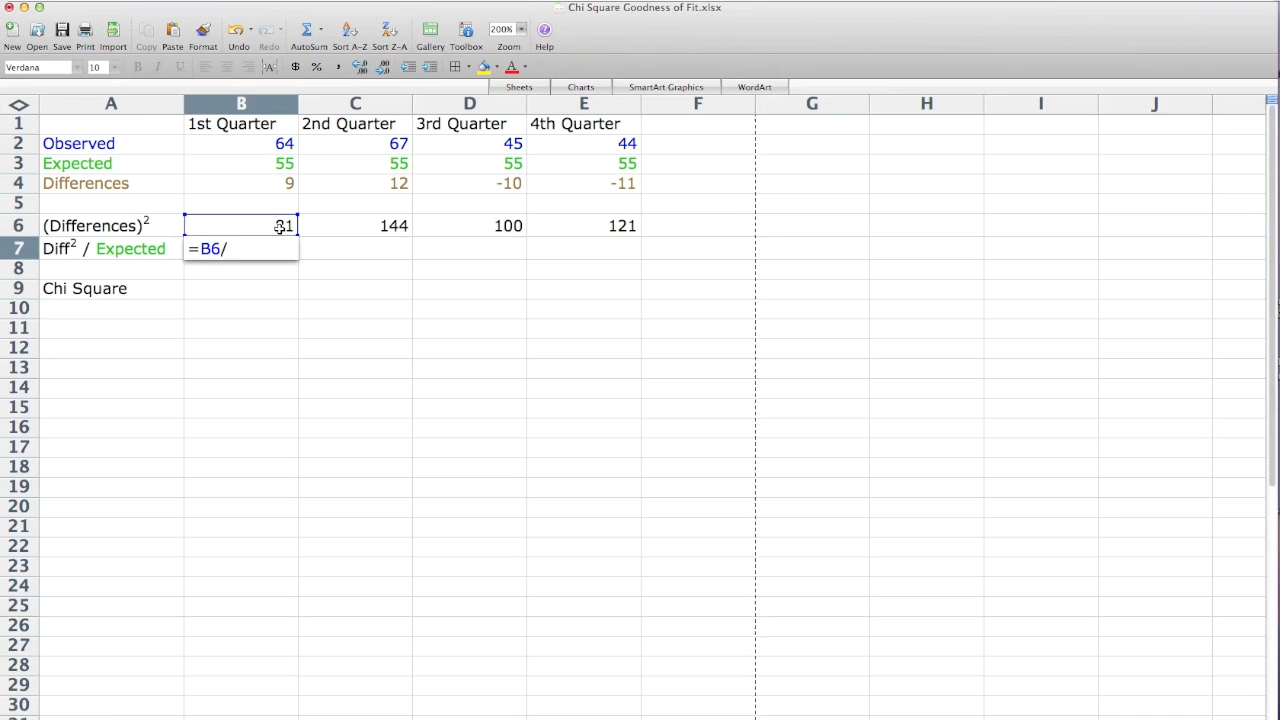 Chi Square Goodness of Fit.xlsx
New Open Save Print Import Copy Paste Format Undo Redo AutoSum Sort A-Z Sort Z-A Gallery Toolbox 200% Zoom Help
Verdana 10 B I U A $ % , A
Sheets Charts SmartArt Graphics WordArt
A B C D E F G H I J
1 1st Quarter 2nd Quarter 3rd Quarter 4th Quarter
2 Observed 64 67 45 44
3 Expected 55 55 55 55
4 Differences 9 12 -10 -11
5
6 (Differences)² 81 144 100 121
7 Diff² / Expected =B6/
8
9 Chi Square
10
11
12
13
14
15
16
17
18
19
20
21
22
23
24
25
26
27
28
29
30